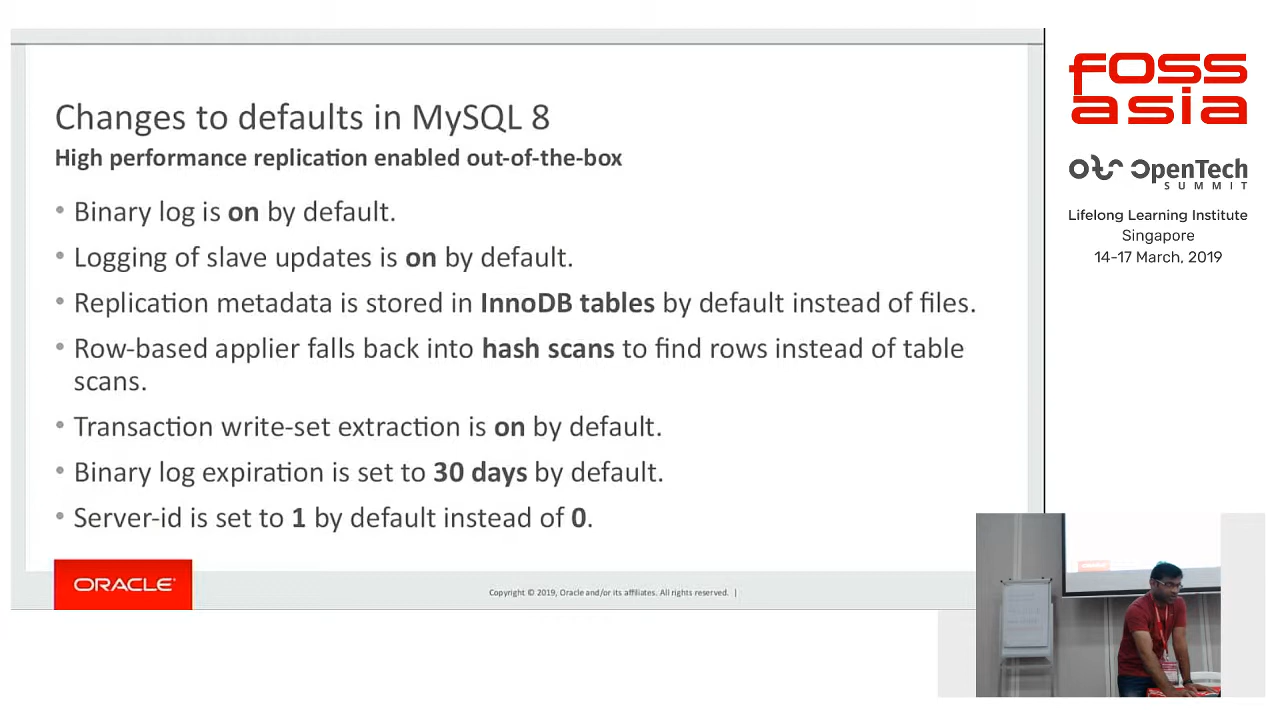 Changes to defaults in MySQL 8
High performance replication enabled out-of-the-box
• Binary log is on by default.
• Logging of slave updates is on by default.
• Replication metadata is stored in InnoDB tables by default instead of files.
• Row-based applier falls back into hash scans to find rows instead of table
scans.
• Transaction write-set extraction is on by default.
• Binary log expiration is set to 30 days by default.
• Server-id is set to 1 by default instead of 0.
ORACLE®
Copyright © 2019, Oracle and/or its affiliates. All rights reserved. |
FOSS
asia
OpenTech
SUMMIT
Lifelong Learning Institute
Singapore
14-17 March, 2019